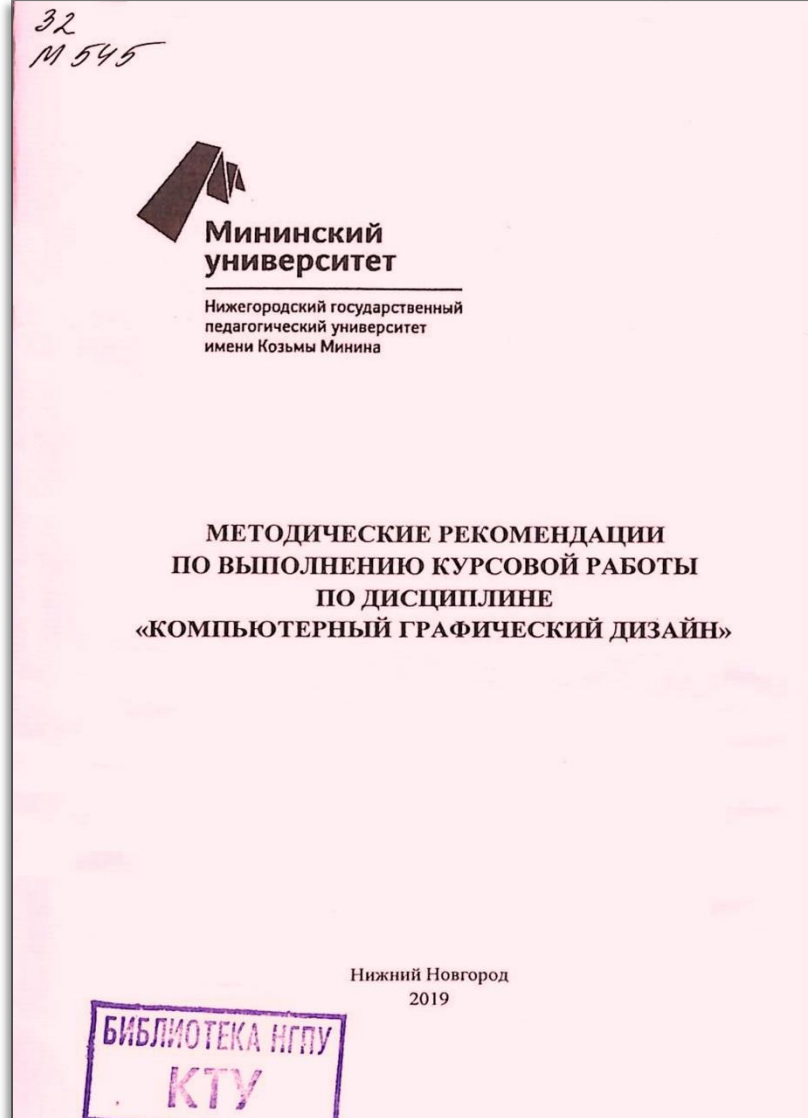 32
М 545
Мининский
университет
Нижегородский государственный
педагогический университет
имени Козьмы Минина
МЕТОДИЧЕСКИЕ РЕКОМЕНДАЦИИ
ПО ВЫПОЛНЕНИЮ КУРСОВОЙ РАБОТЫ
ПО ДИСЦИПЛИНЕ
«КОМПЬЮТЕРНЫЙ ГРАФИЧЕСКИЙ ДИЗАЙН»
Нижний Новгород
2019
БИБЛИОТЕКА НГПУ
КТУ